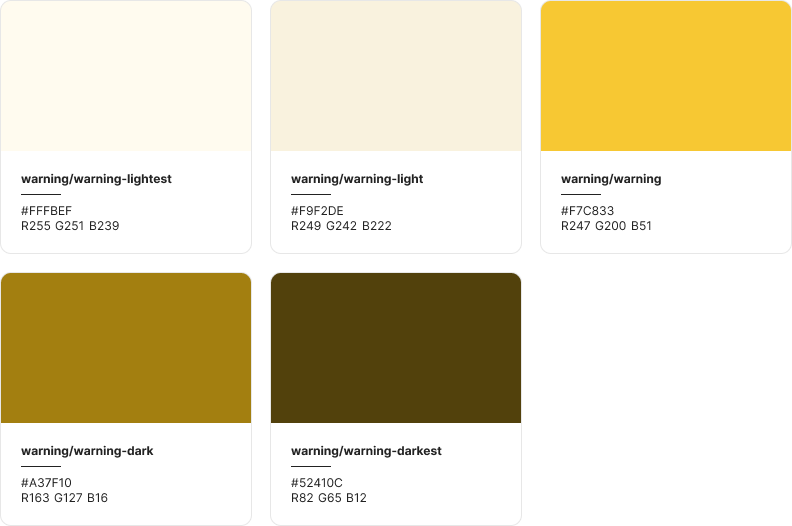 warning/warning-lightest
#FFFBEF
R255 G251 B239
warning/warning-light
#F9F2DE
R249 G242 B222
warning/warning
#F7C833
R247 G200 B51
warning/warning-dark
#A37F10
R163 G127 B16
warning/warning-darkest
#52410C
R82 G65 B12